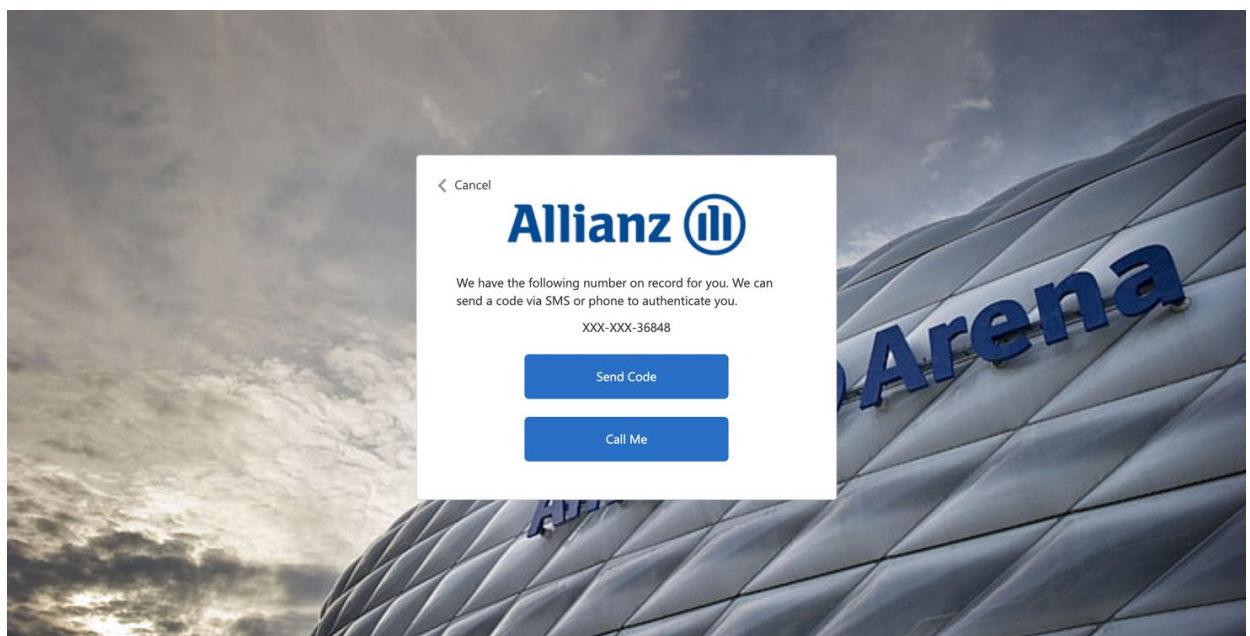 Cancel
Allianz
We have the following number on record for you. We can
send a code via SMS or phone to authenticate you.
XXX-XXX-36848
Send Code
Call Me
Arena